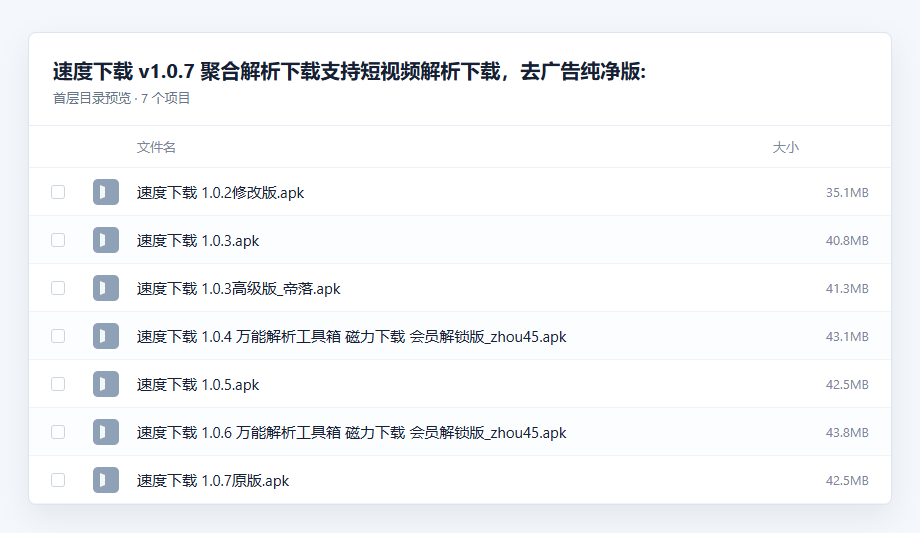 速度下载 v1.0.7 聚合解析下载支持短视频解析下载，去广告纯净版:
首层目录预览 · 7 个项目
文件名 大小
速度下载 1.0.2修改版.apk 35.1MB
速度下载 1.0.3.apk 40.8MB
速度下载 1.0.3高级版_帝落.apk 41.3MB
速度下载 1.0.4 万能解析工具箱 磁力下载 会员解锁版_zhou45.apk 43.1MB
速度下载 1.0.5.apk 42.5MB
速度下载 1.0.6 万能解析工具箱 磁力下载 会员解锁版_zhou45.apk 43.8MB
速度下载 1.0.7原版.apk 42.5MB